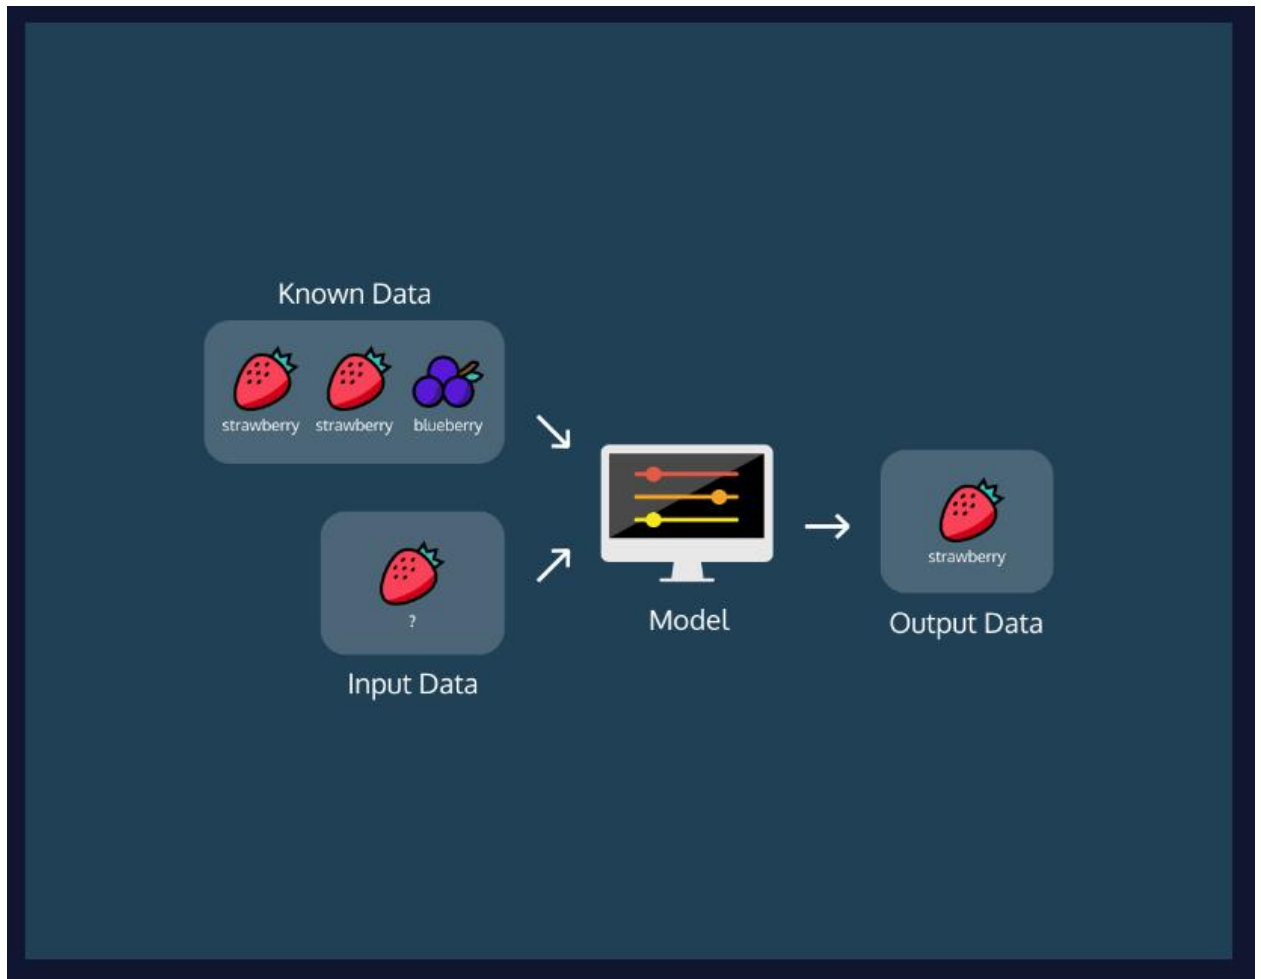 Known Data
strawberry strawberry blueberry
?
Input Data
Model
strawberry
Output Data